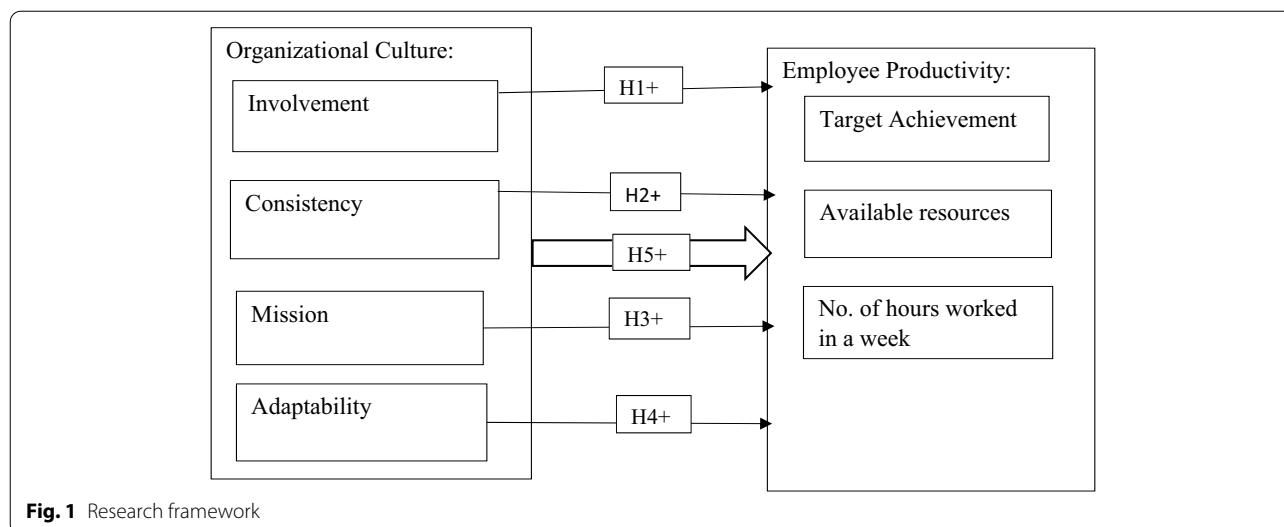 Organizational Culture:
Involvement
Consistency
Mission
Adaptability
H1+
H2+
H5+
H3+
H4+
Employee Productivity:
Target Achievement
Available resources
No. of hours worked
in a week
Fig. 1 Research framework